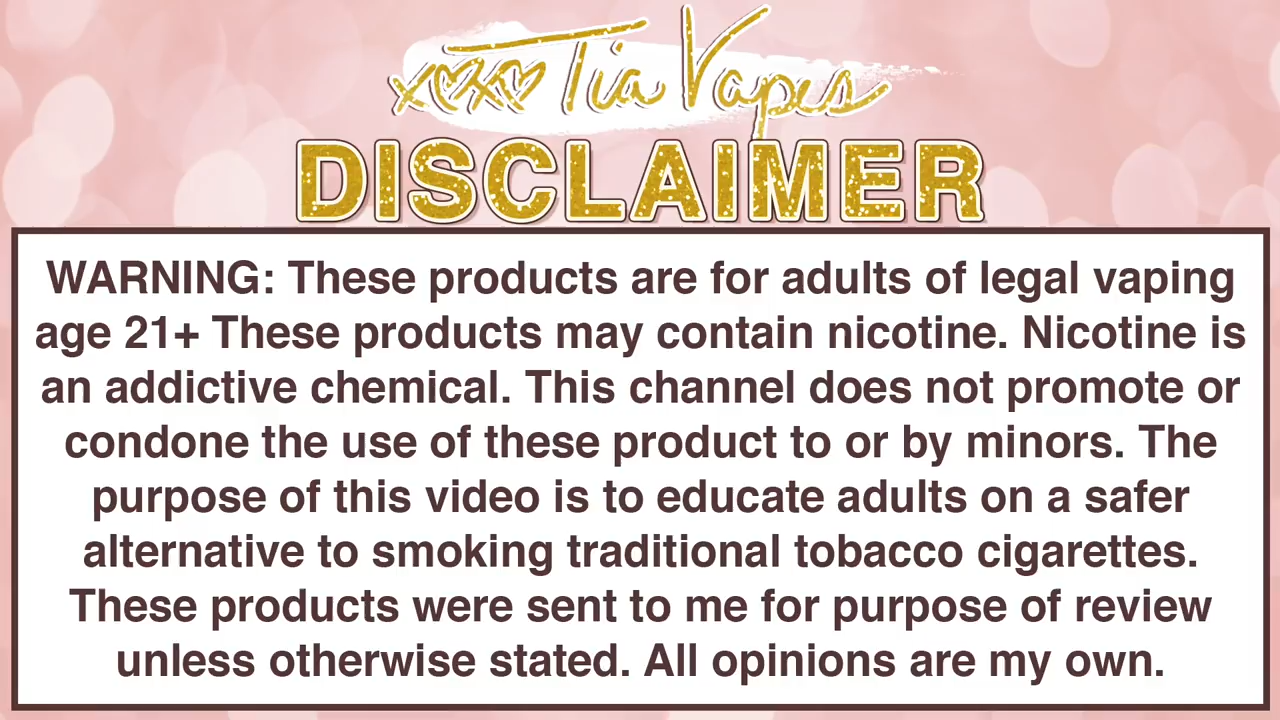 xoxo Tia Vapes
DISCLAIMER
WARNING: These products are for adults of legal vaping
age 21+ These products may contain nicotine. Nicotine is
an addictive chemical. This channel does not promote or
condone the use of these product to or by minors. The
purpose of this video is to educate adults on a safer
alternative to smoking traditional tobacco cigarettes.
These products were sent to me for purpose of review
unless otherwise stated. All opinions are my own.